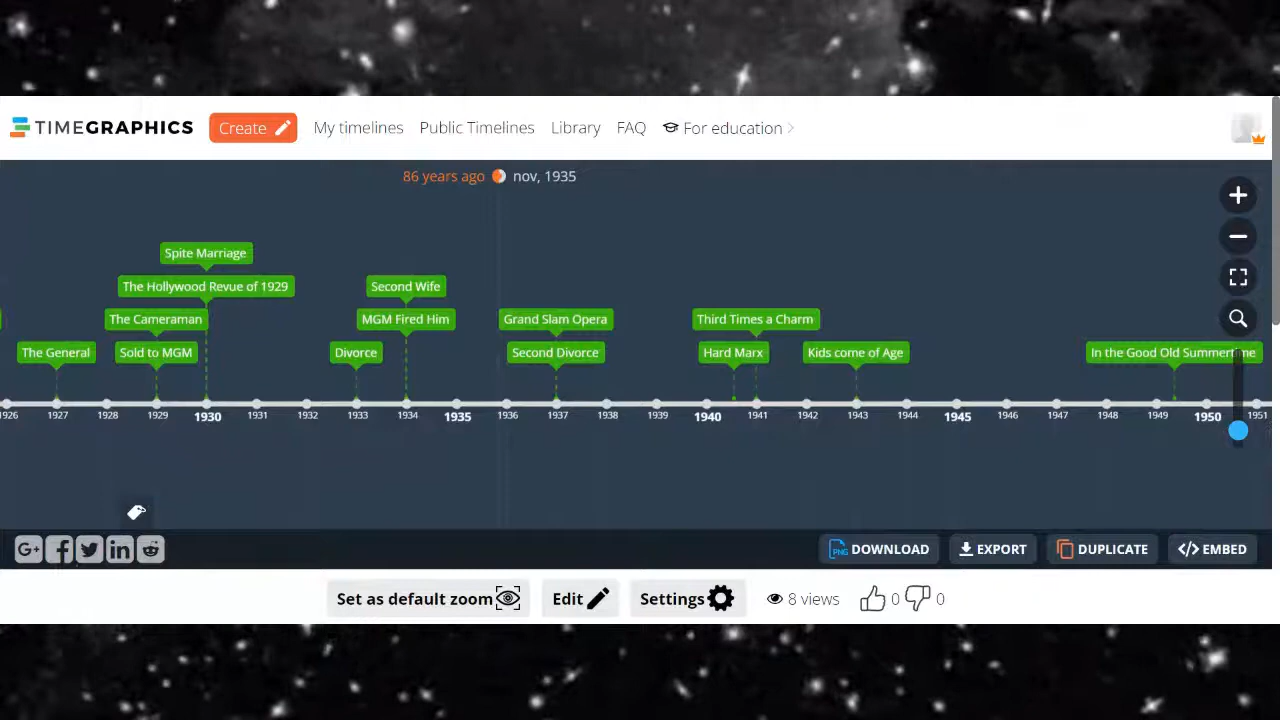 TIMEGRAPHICS
Create
My timelines
Public Timelines
Library
FAQ
For education
86 years ago nov, 1935
Spite Marriage
The Hollywood Revue of 1929
Second Wife
The Cameraman
MGM Fired Him
Grand Slam Opera
Third Times a Charm
The General
Sold to MGM
Divorce
Second Divorce
Hard Marx
Kids come of Age
In the Good Old Summertime
1926 1927 1928 1929 1930 1931 1932 1933 1934 1935 1936 1937 1938 1939 1940 1941 1942 1943 1944 1945 1946 1947 1948 1949 1950 1951
G+ f in
PNG DOWNLOAD
EXPORT
DUPLICATE
</> EMBED
Set as default zoom
Edit
Settings
8 views
0
0